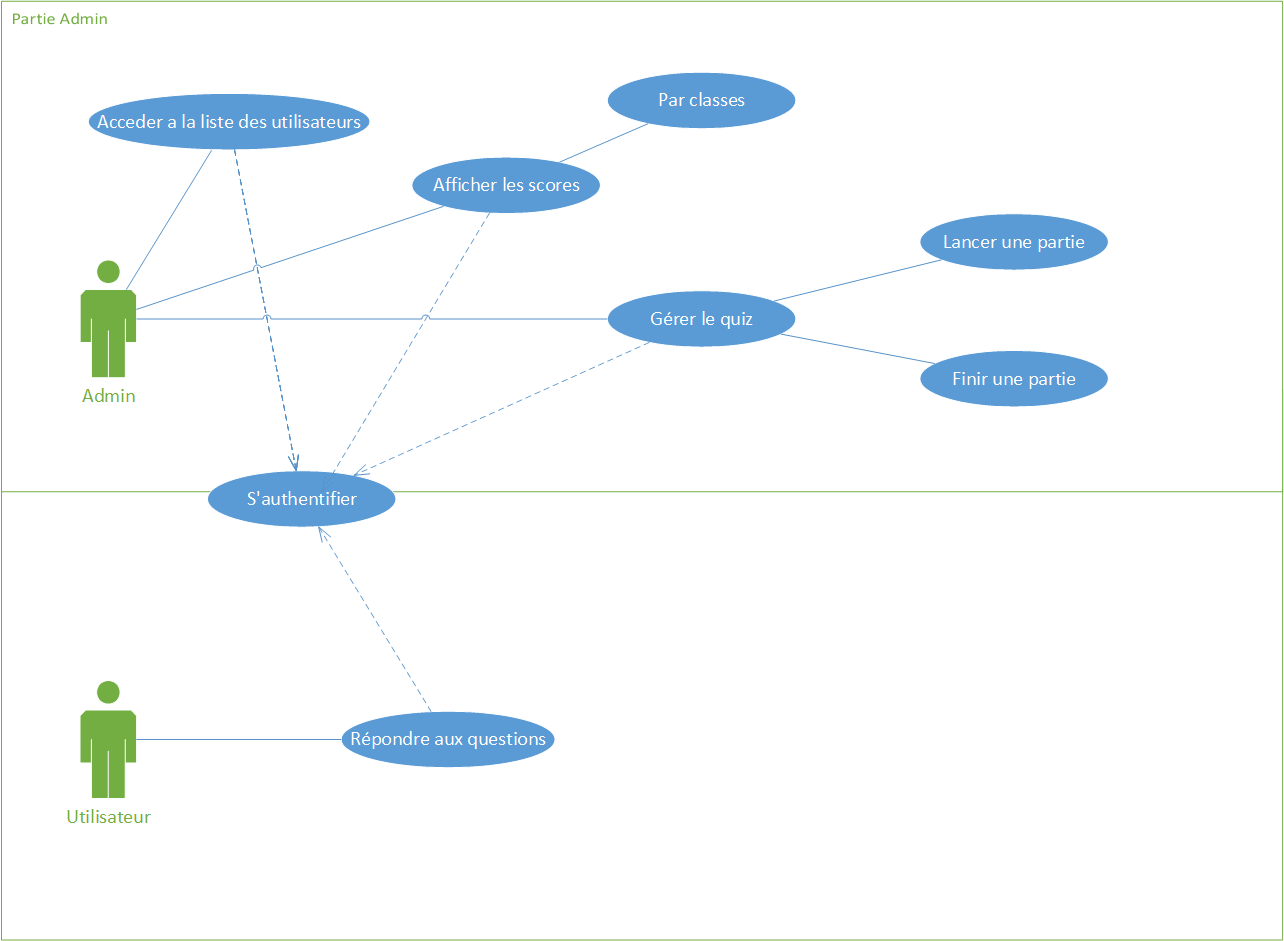 Partie Admin
Par classes
Acceder a la liste des utilisateurs
Afficher les scores
Lancer une partie
Gérer le quiz
Finir une partie
Admin
S'authentifier
Répondre aux questions
Utilisateur